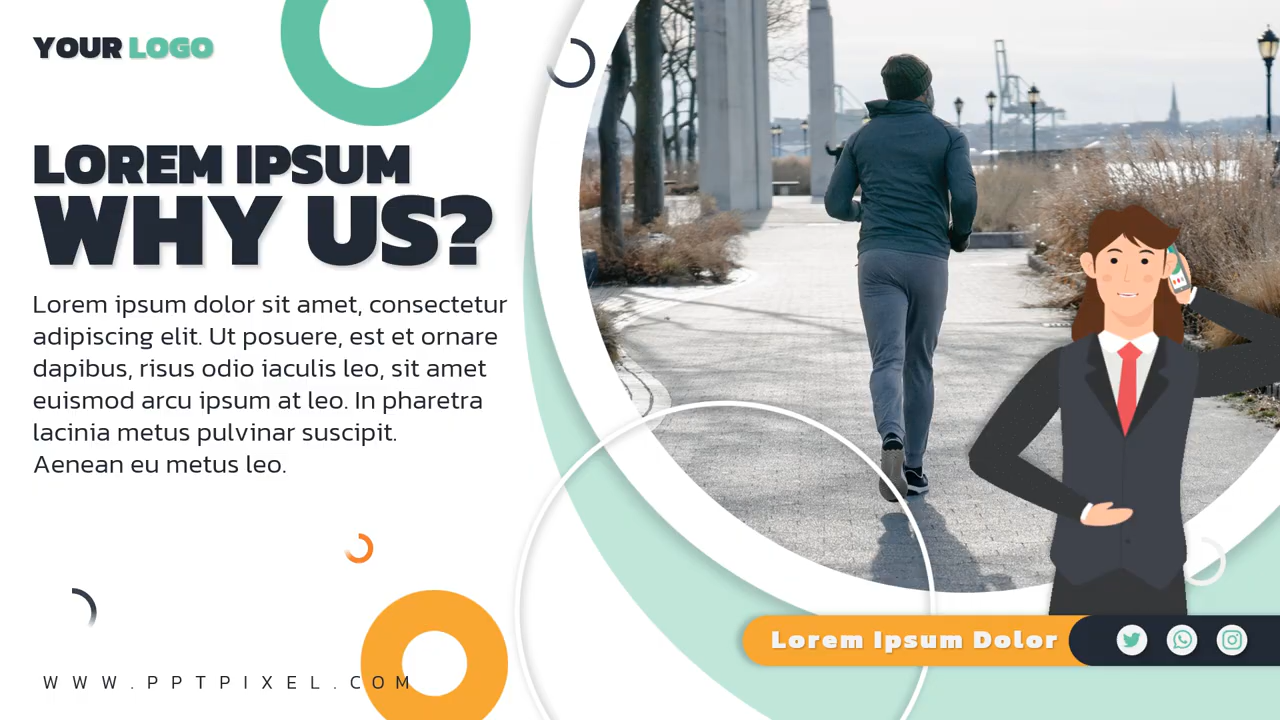 YOUR LOGO
LOREM IPSUM
WHY US?
Lorem ipsum dolor sit amet, consectetur
adipiscing elit. Ut posuere, est et ornare
dapibus, risus odio iaculis leo, sit amet
euismod arcu ipsum at leo. In pharetra
lacinia metus pulvinar suscipit.
Aenean eu metus leo.
Lorem Ipsum Dolor
WWW.PPTPIXEL.COM